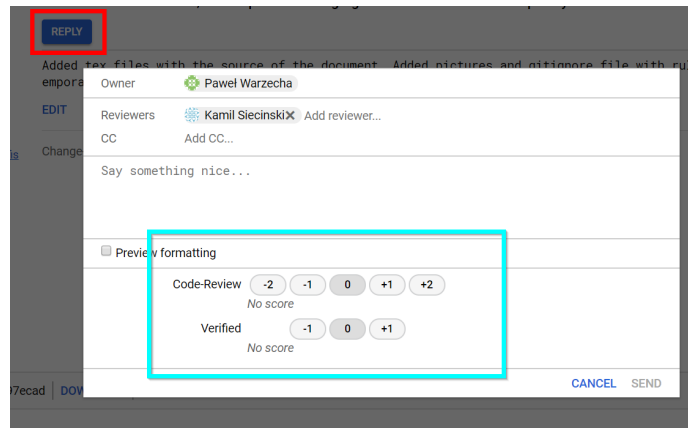 REPLY
Added tex files with the source of the document. Added pictures and gitignore file with ru
empora
EDIT
is Change
Owner Paweł Warzecha
Reviewers Kamil Siecinski Add reviewer...
CC Add CC...
Say something nice...
Preview formatting
Code-Review -2 -1 0 +1 +2
No score
Verified -1 0 +1
No score
CANCEL SEND
97ecad DOW